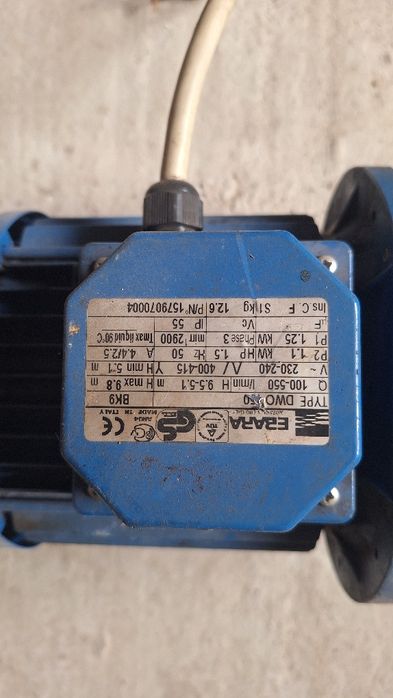 EBARA TÜV GS CE MADE IN ITALY
TYPE DWO BK9
Q 100-550 l/min H 9.5-5.1 m H max 9.8 m
V~ 230-240 Δ/ 400-415 Y H min 5.1 m
P2 1.1 kW HP 1.5 Hz 50 A 4.4/2.5
P1 1.25 kW Phase 3 min⁻¹ 2900 Tmax liquid 90°C
µF Vc IP 55
Ins C F S1 kg 12.6 P/N° 1579070004